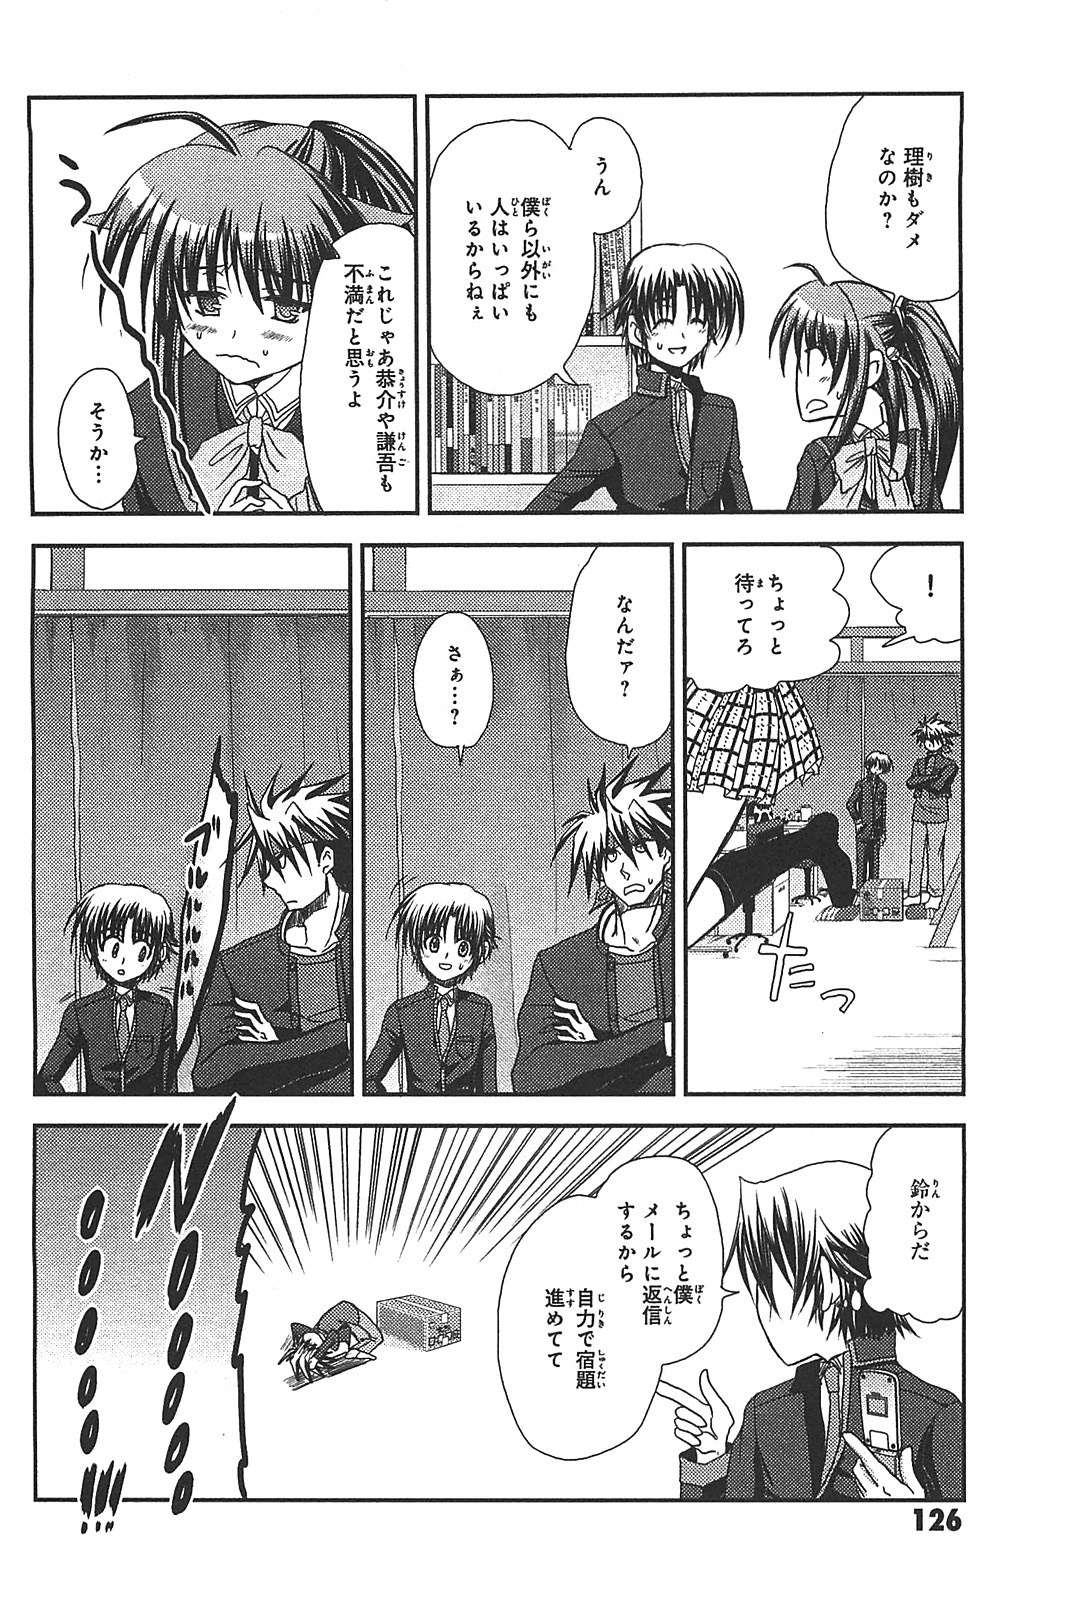 理樹もダメ
なのか?
うん
僕ら以外にも
人はいっぱい
いるからねぇ
これじゃあ恭介や謙吾も
不満だと思うよ
うっ
そうか…
!
ちょっと
待ってろ
たっ
なんだァ?
さぁ…?
鈴からだ
ちょっと僕
メールに返信
するから
自力で宿題
進めてて
126